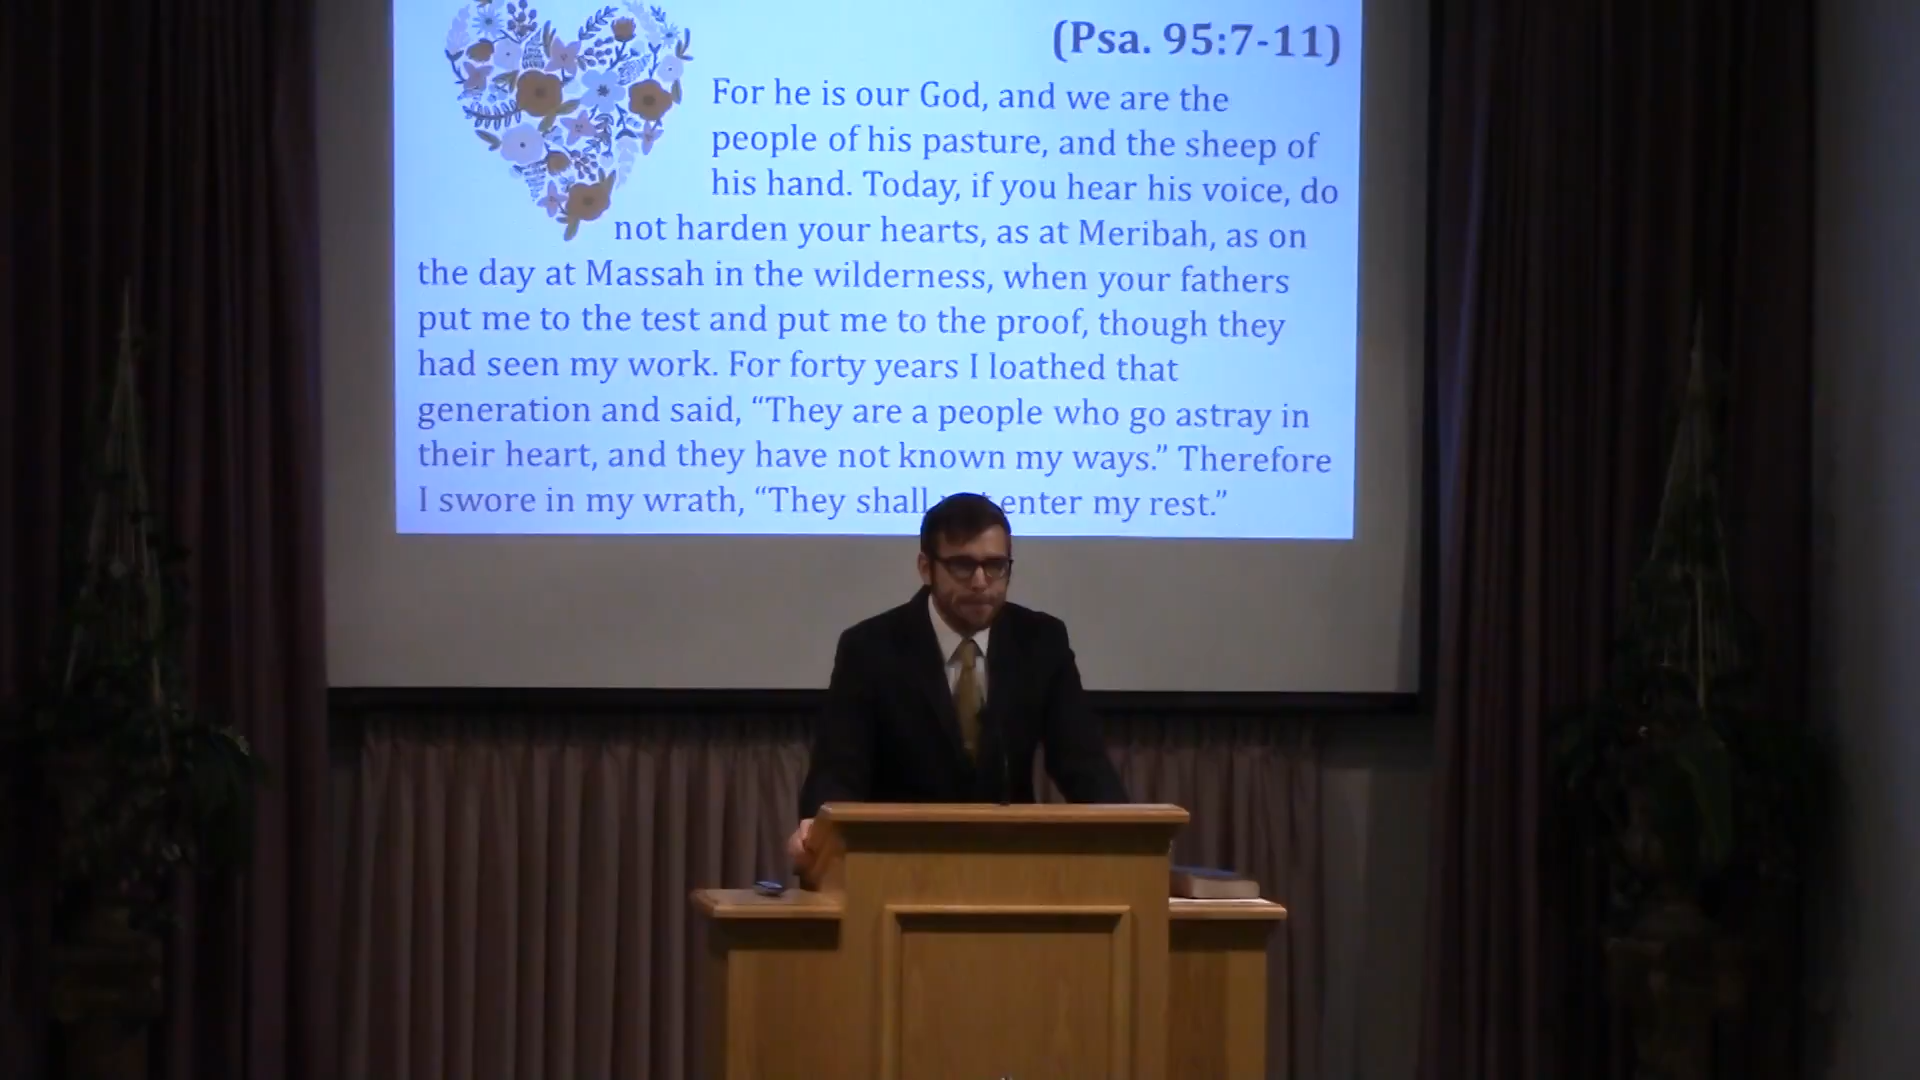 (Psa. 95:7-11)
For he is our God, and we are the
people of his pasture, and the sheep of
his hand. Today, if you hear his voice, do
not harden your hearts, as at Meribah, as on
the day at Massah in the wilderness, when your fathers
put me to the test and put me to the proof, though they
had seen my work. For forty years I loathed that
generation and said, “They are a people who go astray in
their heart, and they have not known my ways.” Therefore
I swore in my wrath, “They shall enter my rest.”